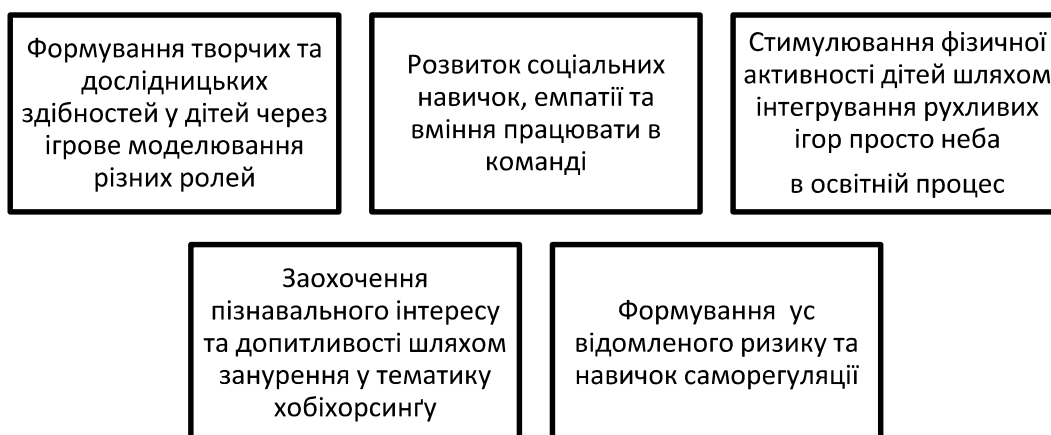 Формування творчих та
дослідницьких
здібностей у дітей через
ігрове моделювання
різних ролей
Розвиток соціальних
навичок, емпатії та
вміння працювати в
команді
Стимулювання фізичної
активності дітей шляхом
інтегрування рухливих
ігор просто неба
в освітній процес
Заохочення
пізнавального інтересу
та допитливості шляхом
занурення у тематику
хобіхорсинґу
Формування  ус
відомленого ризику та
навичок саморегуляції